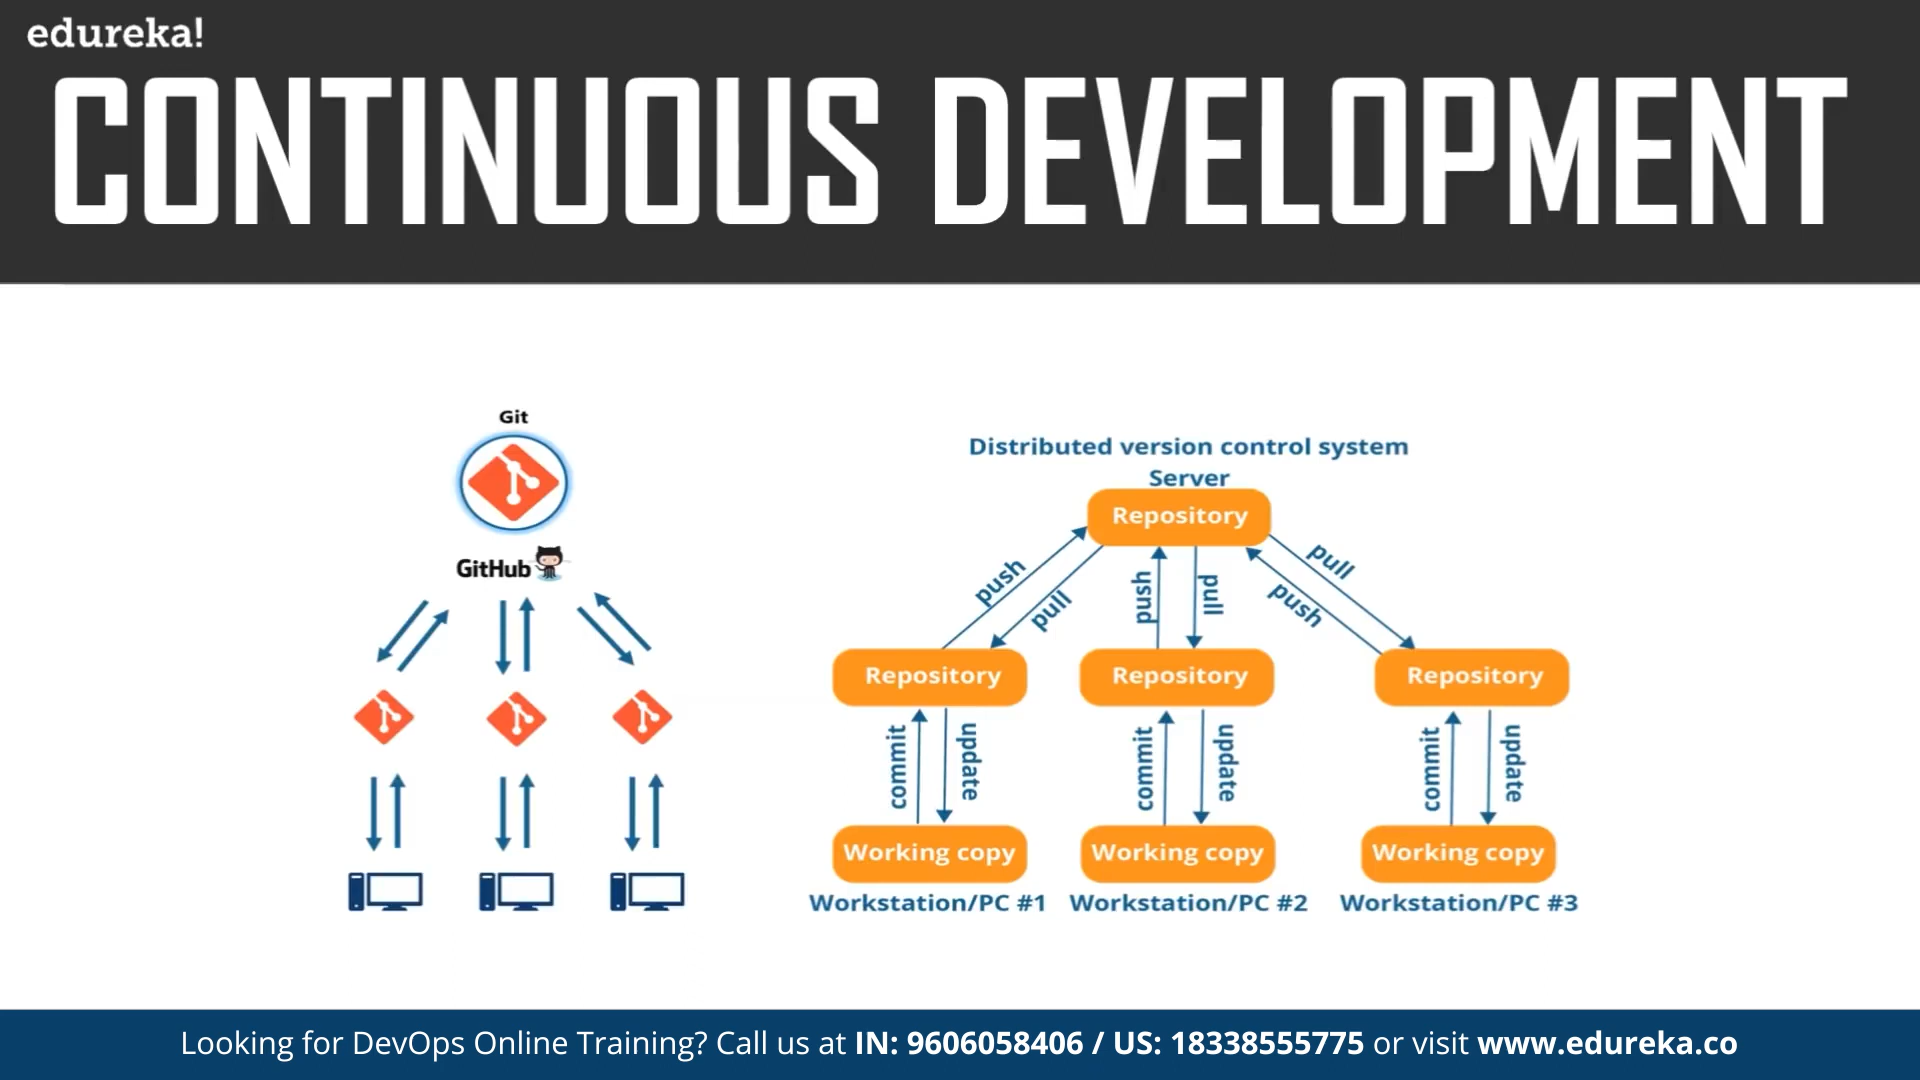 edureka!
CONTINUOUS DEVELOPMENT
Git
GitHub
Distributed version control system
Server
Repository
push
pull
push
pull
push
pull
Repository
Repository
Repository
commit
update
commit
update
commit
update
Working copy
Working copy
Working copy
Workstation/PC #1
Workstation/PC #2
Workstation/PC #3
Looking for DevOps Online Training? Call us at IN: 9606058406 / US: 18338555775 or visit www.edureka.co